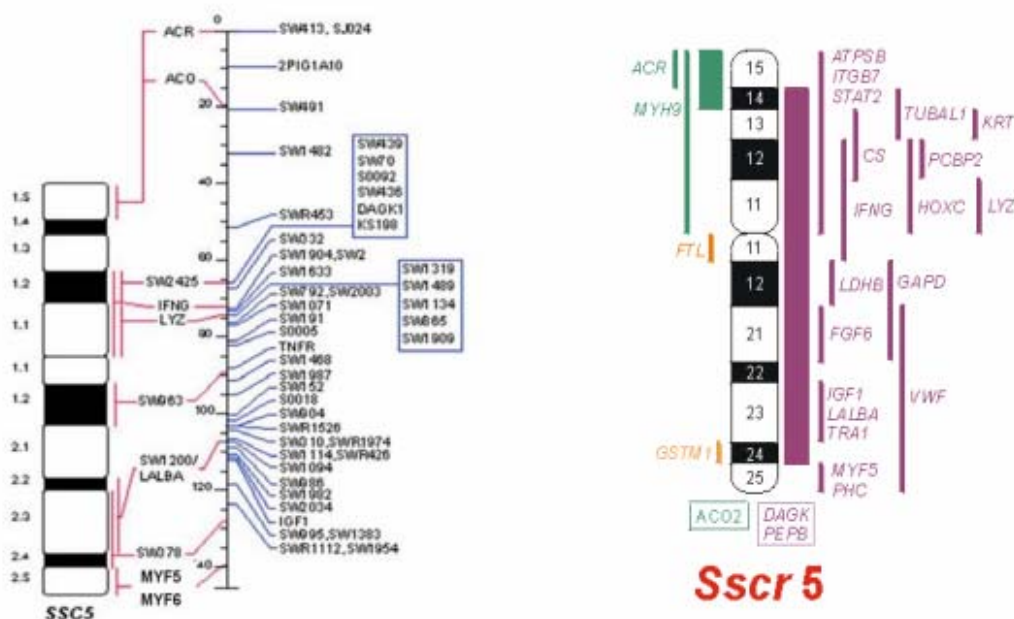 0
ACR
SW413, SJ024
2PIG1A10
ACO
20
SW491
SW1482
SW439
SW70
S0092
SW436
DAGK1
KS198
40
1.5
1.4
1.3
1.2
1.1
1.1
1.2
2.1
2.2
2.3
2.4
2.5
SSC5
SWR453
SW332
SW1904,SW2
60
SW2425
SW1633
IFNG
SW792, SW2003
LYZ
SW1071
SW191
80
S0005
TNFR
SW1468
SW963
SW1987
SW152
100
S0018
SW904
SWR1526
SW310,SWR1974
SW1200/
LALBA
SW1114,SWR426
SW1094
SW986
120
SW1982
SW2034
IGF1
SW995,SW1383
SW378
SWR1112,SW1954
MYF5
MYF6
40
SW1319
SW1489
SW1134
SW865
SW1909
ACR
MYH9
FTL
GSTM1
15
14
13
12
11
11
12
21
22
23
24
25
ATPSB
ITGB7
STAT2
TUBAL1
KRT
CS
PCBP2
IFNG
HOXC
LYZ
LDHB
GAPD
FGF6
VWF
IGF1
LALBA
TRA1
MYF5
PHC
ACO2
DAGK
PEPB
Sscr 5